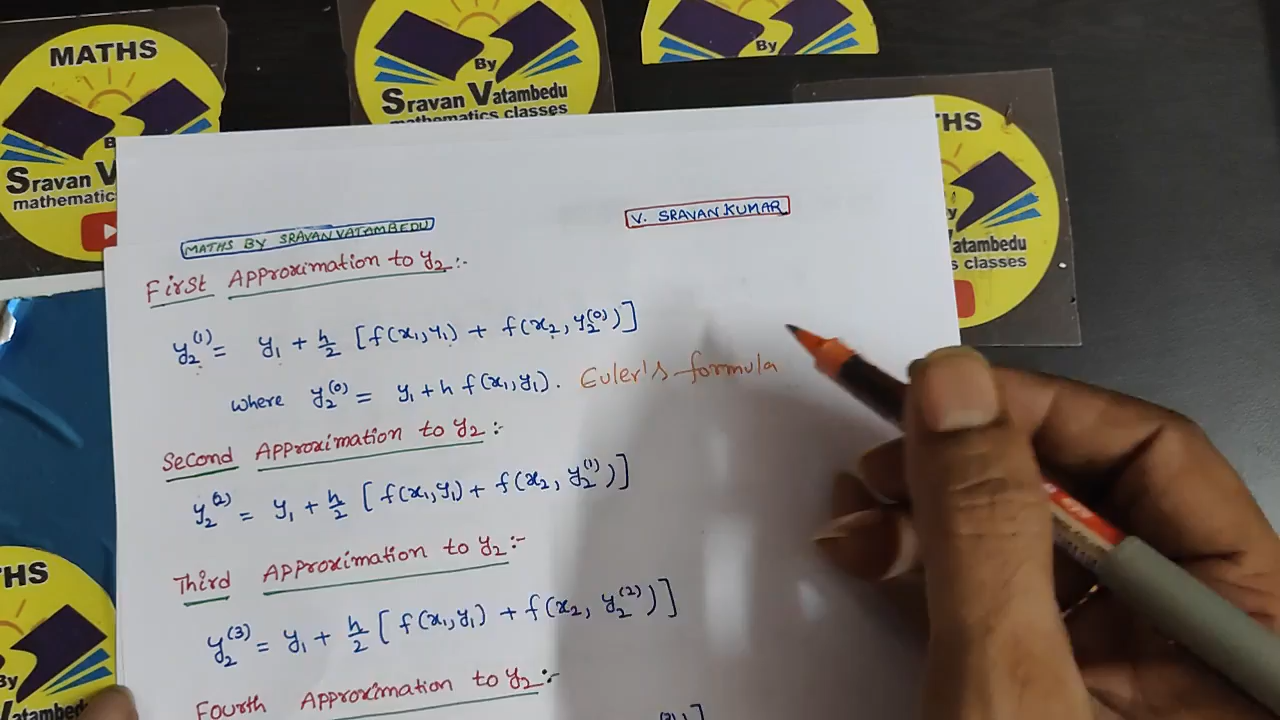 MATHS
By
Sravan Vatambedu
mathematics classes
By
THS
Sravan V
mathematic
atambedu
s classes
V. SRAVAN KUMAR
MATHS BY SRAVAN VATAMBEDU
First Approximation to y₂:-
y₂⁽¹⁾ = y₁ + h/2 [f(x₁,y₁) + f(x₂, y₂⁽⁰⁾)]
where y₂⁽⁰⁾ = y₁ + h f(x₁,y₁). Euler's formula
Second Approximation to y₂:-
y₂⁽²⁾ = y₁ + h/2 [f(x₁,y₁) + f(x₂, y₂⁽¹⁾)]
Third Approximation to y₂:-
y₂⁽³⁾ = y₁ + h/2 [f(x₁,y₁) + f(x₂, y₂⁽²⁾)]
Fourth Approximation to y₂:-
THS
By
atambed